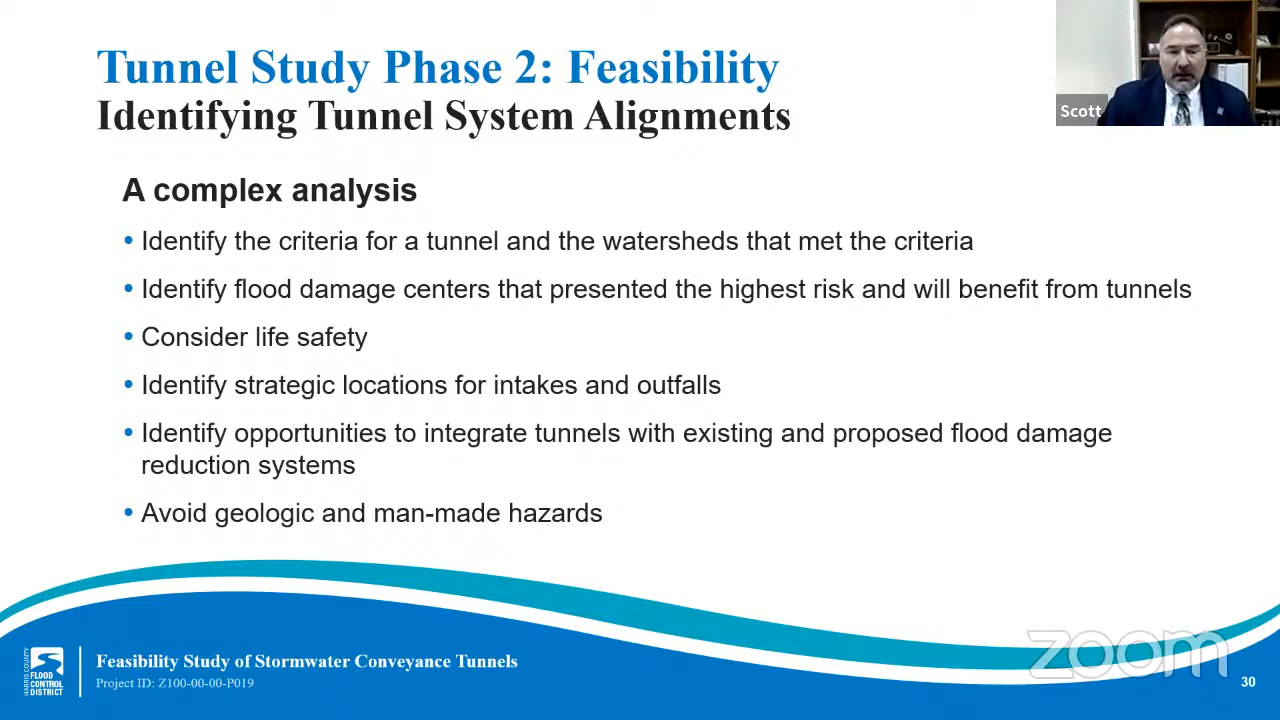 Tunnel Study Phase 2: Feasibility
Identifying Tunnel System Alignments
Scott
A complex analysis
• Identify the criteria for a tunnel and the watersheds that met the criteria
• Identify flood damage centers that presented the highest risk and will benefit from tunnels
• Consider life safety
• Identify strategic locations for intakes and outfalls
• Identify opportunities to integrate tunnels with existing and proposed flood damage
reduction systems
• Avoid geologic and man-made hazards
HARRIS COUNTY
FLOOD
CONTROL
DISTRICT
Feasibility Study of Stormwater Conveyance Tunnels
Project ID: Z100-00-00-P019
zoom
30